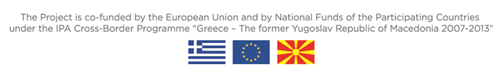 The Project is co-funded by the European Union and by National Funds of the Participating Countries
under the IPA Cross-Border Programme “Greece – The former Yugoslav Republic of Macedonia 2007-2013”